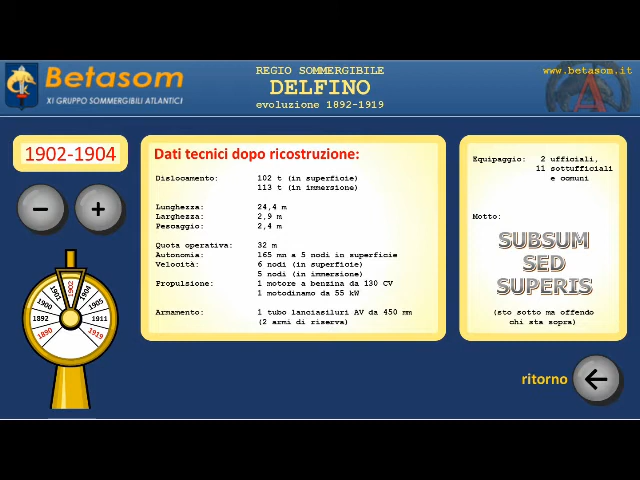 Betasom
XI GRUPPO SOMMERGIBILI ATLANTICI
REGIO SOMMERGIBILE
DELFINO
evoluzione 1892-1919
www.betasom.it
A
1902-1904
Dati tecnici dopo ricostruzione:
Dislocamento: 102 t (in superfície)
113 t (in immersione)
Lunghezza: 24,4 m
Larghezza: 2,9 m
Pescaggio: 2,4 m
Quota operativa: 32 m
Autonomia: 165 mn a 5 nodi in superficie
Velocità: 6 nodi (in superficie)
5 nodi (in immersione)
Propulsione: 1 motore a benzina da 130 CV
1 motodinamo da 55 kW
Armamento: 1 tubo lanciasiluri AV da 450 mm
(2 armi di riserva)
Equipaggio: 2 ufficiali,
11 sottufficiali
e comuni
Motto:
SUBSUM
SED
SUPERIS
(sto sotto ma offendo
chi sta sopra)
1890
1892
1900
1901
1902
1904
1905
1911
1919
ritorno